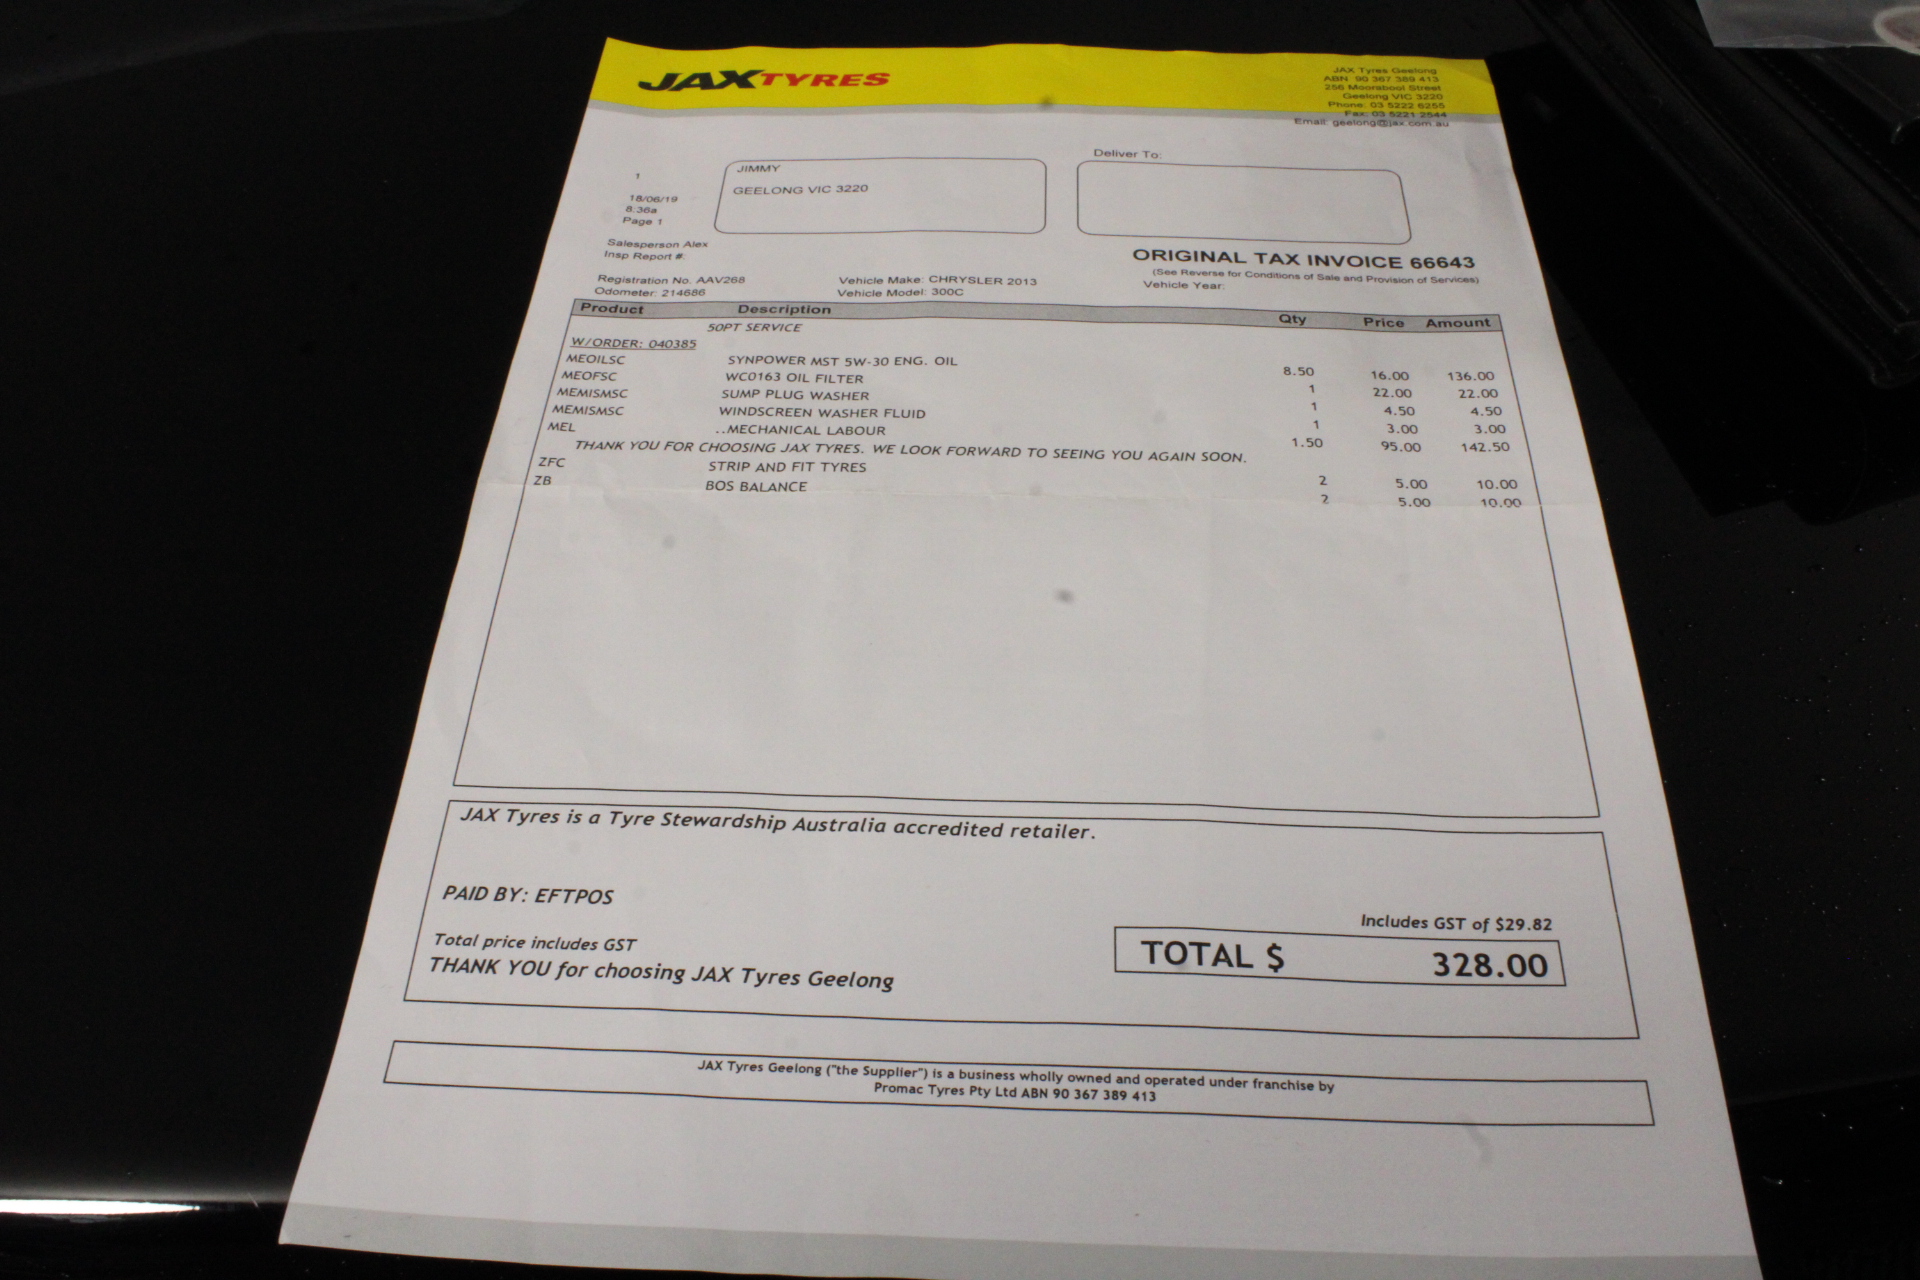 JAX TYRES
JAX Tyres Geelong
ABN 90 367 389 413
256 Moorabool Street
Geelong VIC 3220
Phone: 03 5222 6255
Fax: 03 5221 2544
Email: geelong@jax.com.au
1
18/06/19
8:36a
Page 1
JIMMY
GEELONG VIC 3220
Deliver To:
Salesperson Alex
Insp Report #:
ORIGINAL TAX INVOICE 66643
(See Reverse for Conditions of Sale and Provision of Services)
Registration No. AAV268 Vehicle Make: CHRYSLER 2013 Vehicle Year:
Odometer: 214686 Vehicle Model: 300C
Product Description Qty Price Amount
50PT SERVICE
W/ORDER: 040385
MEOILSC SYNPOWER MST 5W-30 ENG. OIL 8.50 16.00 136.00
MEOFSC WC0163 OIL FILTER 1 22.00 22.00
MEMISMSC SUMP PLUG WASHER 1 4.50 4.50
MEMISMSC WINDSCREEN WASHER FLUID 1 3.00 3.00
MEL ..MECHANICAL LABOUR 1.50 95.00 142.50
THANK YOU FOR CHOOSING JAX TYRES. WE LOOK FORWARD TO SEEING YOU AGAIN SOON.
ZFC STRIP AND FIT TYRES 2 5.00 10.00
ZB BOS BALANCE 2 5.00 10.00
JAX Tyres is a Tyre Stewardship Australia accredited retailer.
PAID BY: EFTPOS
Includes GST of $29.82
Total price includes GST
TOTAL $ 328.00
THANK YOU for choosing JAX Tyres Geelong
JAX Tyres Geelong ("the Supplier") is a business wholly owned and operated under franchise by
Promac Tyres Pty Ltd ABN 90 367 389 413